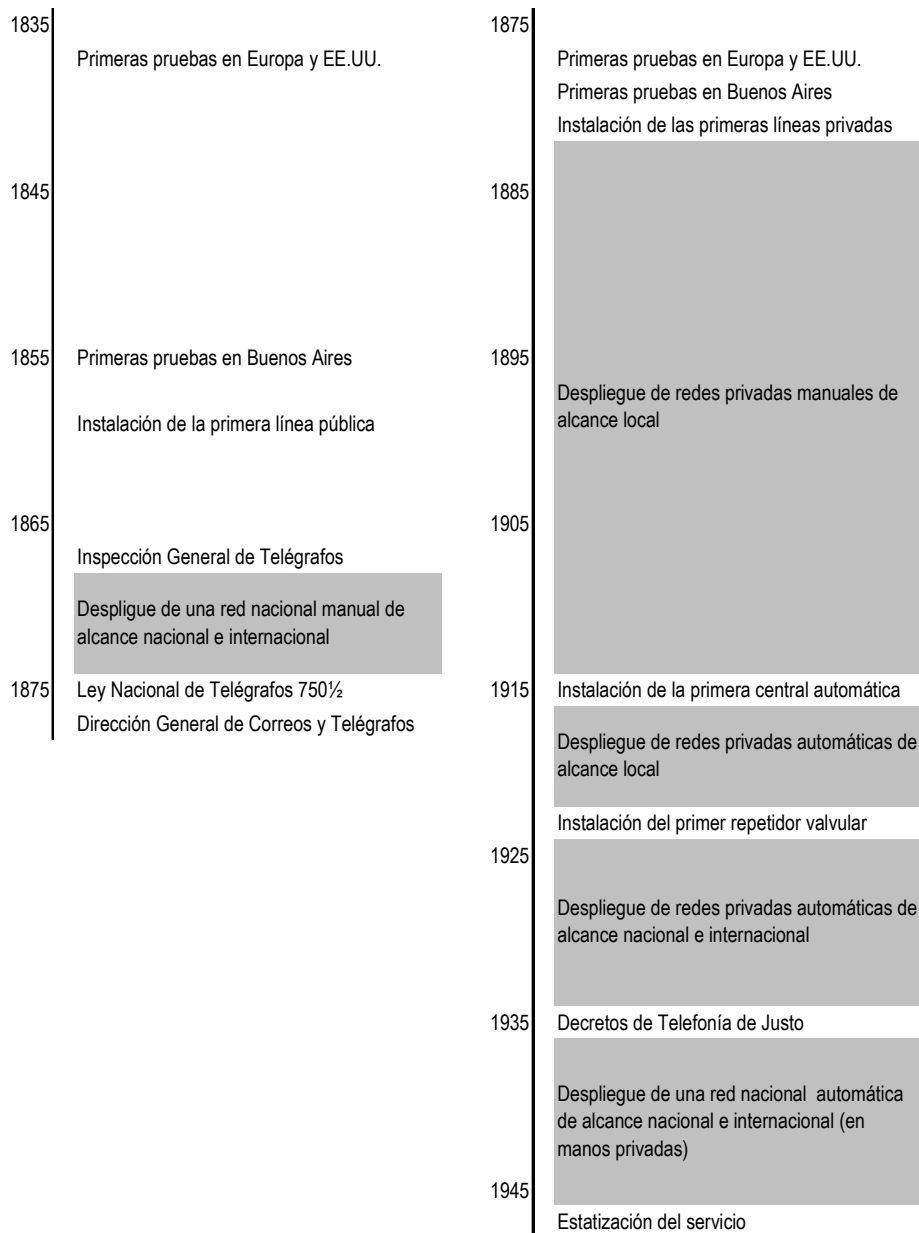 1835
Primeras pruebas en Europa y EE.UU.
1845
1855
Primeras pruebas en Buenos Aires
Instalación de la primera línea pública
1865
Inspección General de Telégrafos
Despligue de una red nacional manual de
alcance nacional e internacional
1875
Ley Nacional de Telégrafos 750½
Dirección General de Correos y Telégrafos
1875
Primeras pruebas en Europa y EE.UU.
Primeras pruebas en Buenos Aires
Instalación de las primeras líneas privadas
1885
1895
Despliegue de redes privadas manuales de
alcance local
1905
1915
Instalación de la primera central automática
Despliegue de redes privadas automáticas de
alcance local
Instalación del primer repetidor valvular
1925
Despliegue de redes privadas automáticas de
alcance nacional e internacional
1935
Decretos de Telefonía de Justo
Despliegue de una red nacional automática
de alcance nacional e internacional (en
manos privadas)
1945
Estatización del servicio